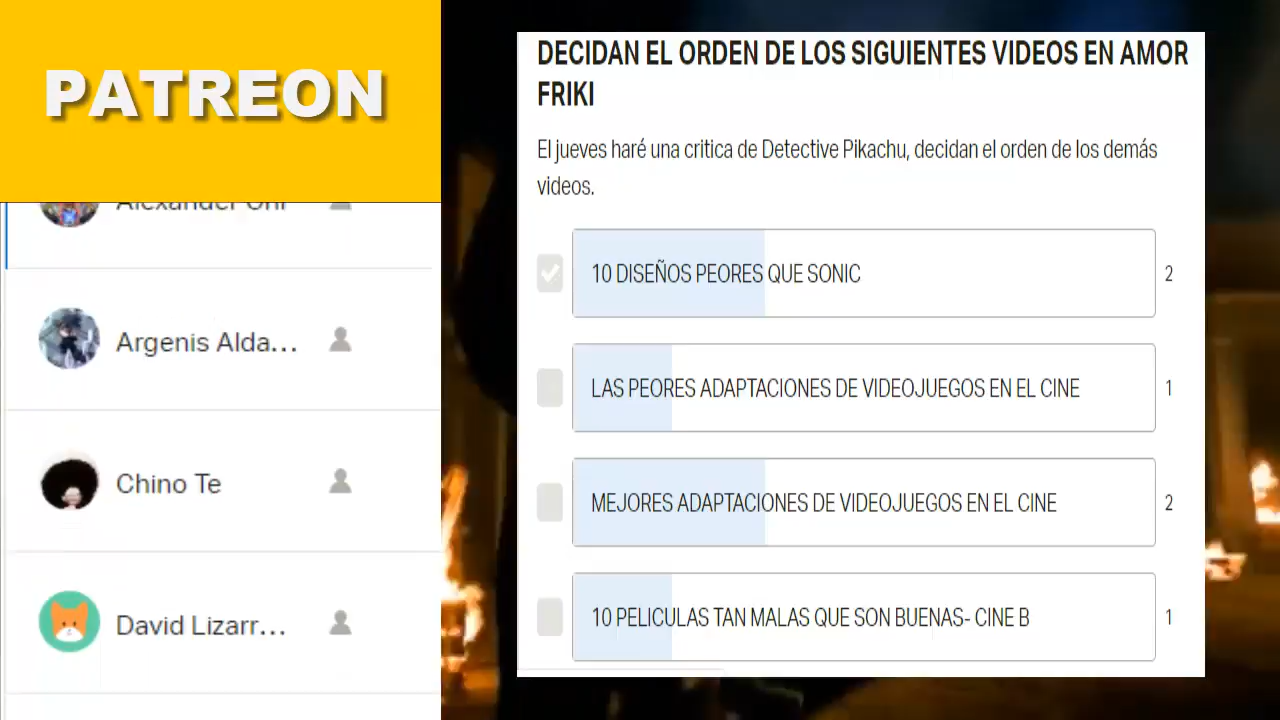 PATREON
Argenis Alda...
Chino Te
David Lizarr...
DECIDAN EL ORDEN DE LOS SIGUIENTES VIDEOS EN AMOR
FRIKI
El jueves haré una critica de Detective Pikachu, decidan el orden de los demás
videos.
10 DISEÑOS PEORES QUE SONIC 2
LAS PEORES ADAPTACIONES DE VIDEOJUEGOS EN EL CINE 1
MEJORES ADAPTACIONES DE VIDEOJUEGOS EN EL CINE 2
10 PELICULAS TAN MALAS QUE SON BUENAS- CINE B 1